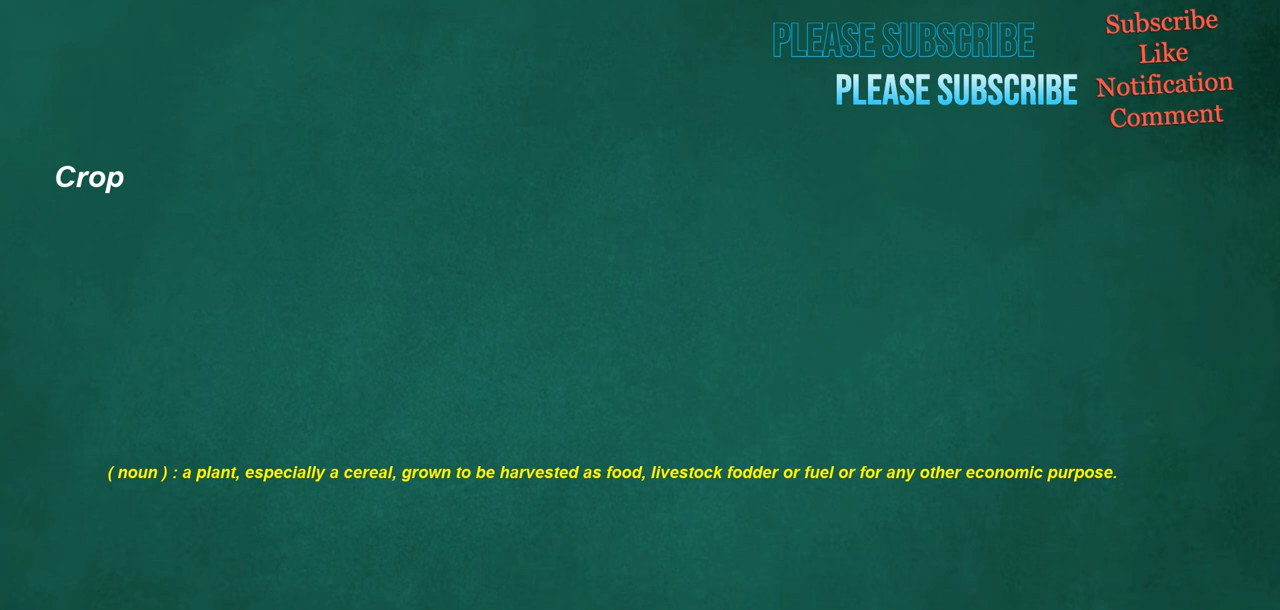 PLEASE SUBSCRIBE
PLEASE SUBSCRIBE
Subscribe
Like
Notification
Comment
Crop
( noun ) : a plant, especially a cereal, grown to be harvested as food, livestock fodder or fuel or for any other economic purpose.